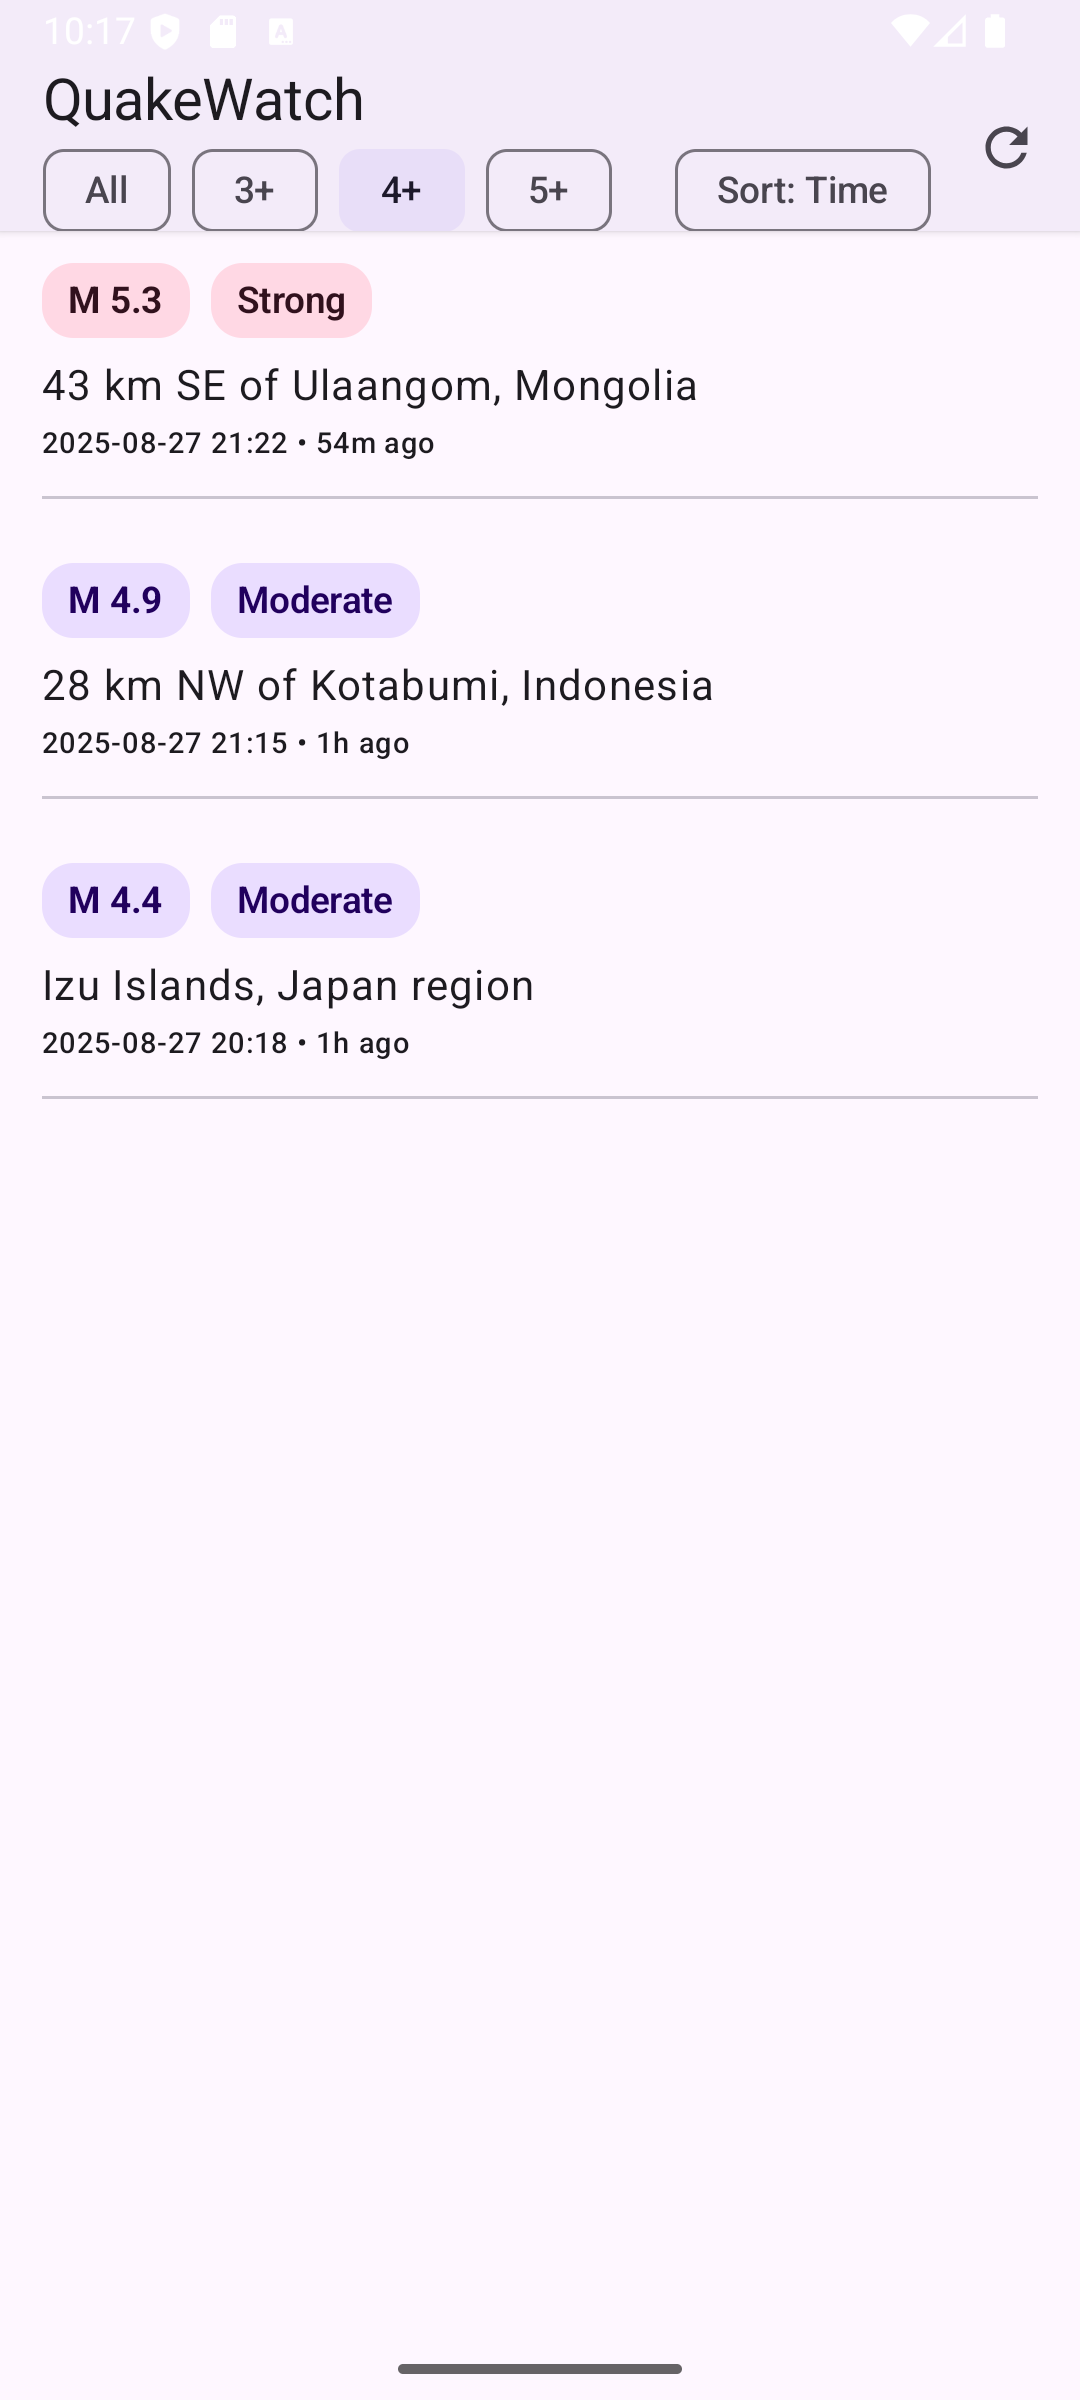 10:17
QuakeWatch
All 3+ 4+ 5+ Sort: Time
M 5.3 Strong
43 km SE of Ulaangom, Mongolia
2025-08-27 21:22 • 54m ago
M 4.9 Moderate
28 km NW of Kotabumi, Indonesia
2025-08-27 21:15 • 1h ago
M 4.4 Moderate
Izu Islands, Japan region
2025-08-27 20:18 • 1h ago